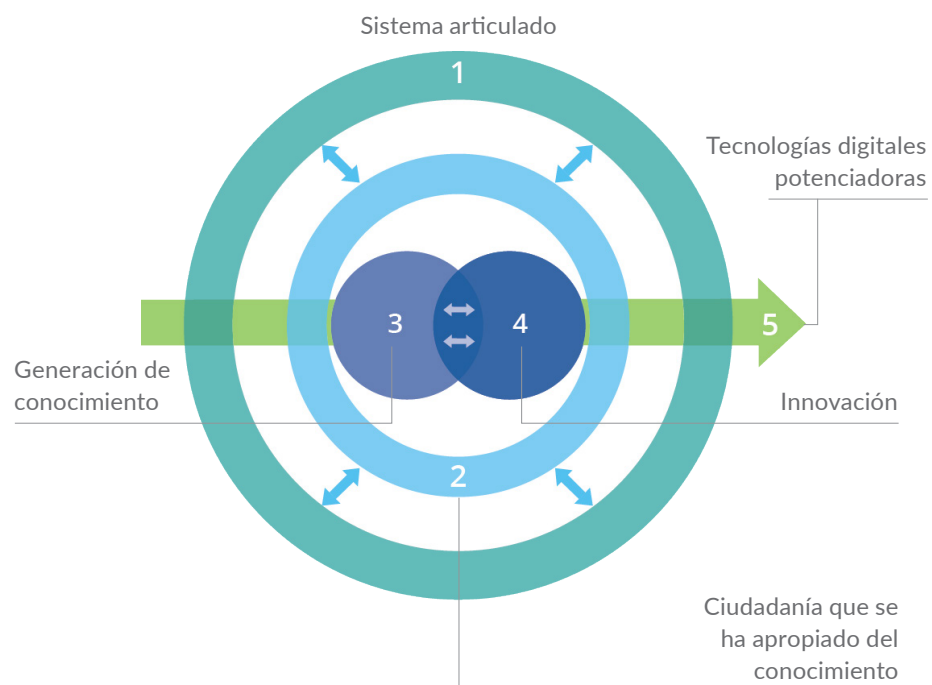 Sistema articulado
1
Tecnologías digitales
potenciadoras
3
4
5
Generación de
conocimiento
Innovación
2
Ciudadanía que se
ha apropiado del
conocimiento